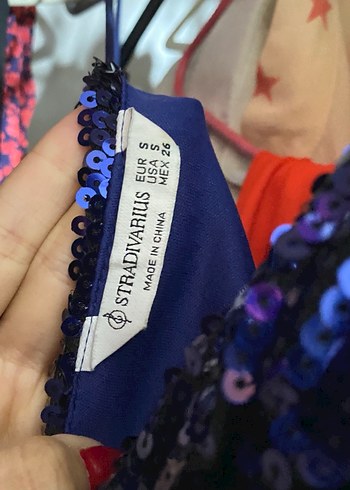 STRADIVARIUS
EUR S
USA S
MEX 26
MADE IN CHINA